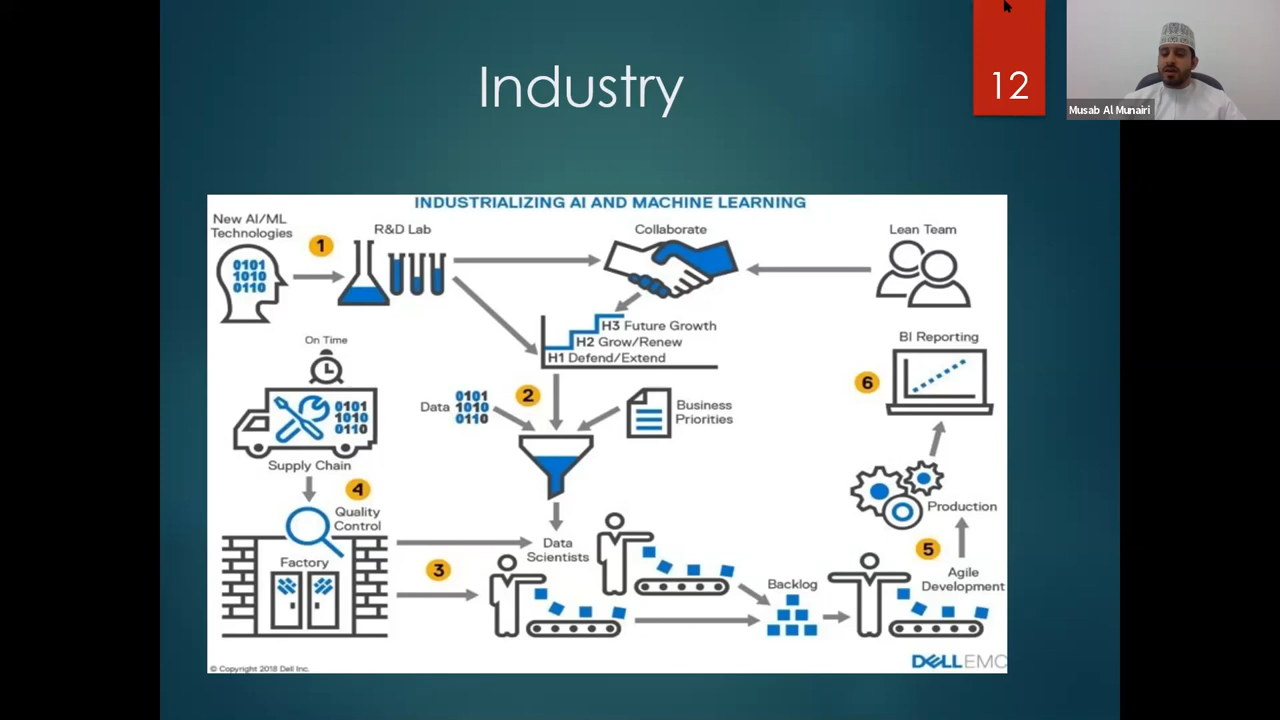 Industry
12
Musab Al Munairi
INDUSTRIALIZING AI AND MACHINE LEARNING
New AI/ML
Technologies
0101
1010
0110
1
R&D Lab
Collaborate
Lean Team
H3 Future Growth
H2 Grow/Renew
H1 Defend/Extend
On Time
0101
1010
0110
Supply Chain
Data
0101
1010
0110
2
Business
Priorities
BI Reporting
6
4
Quality
Control
Factory
3
Data
Scientists
Backlog
Production
5
Agile
Development
© Copyright 2018 Dell Inc.
DELLEMC